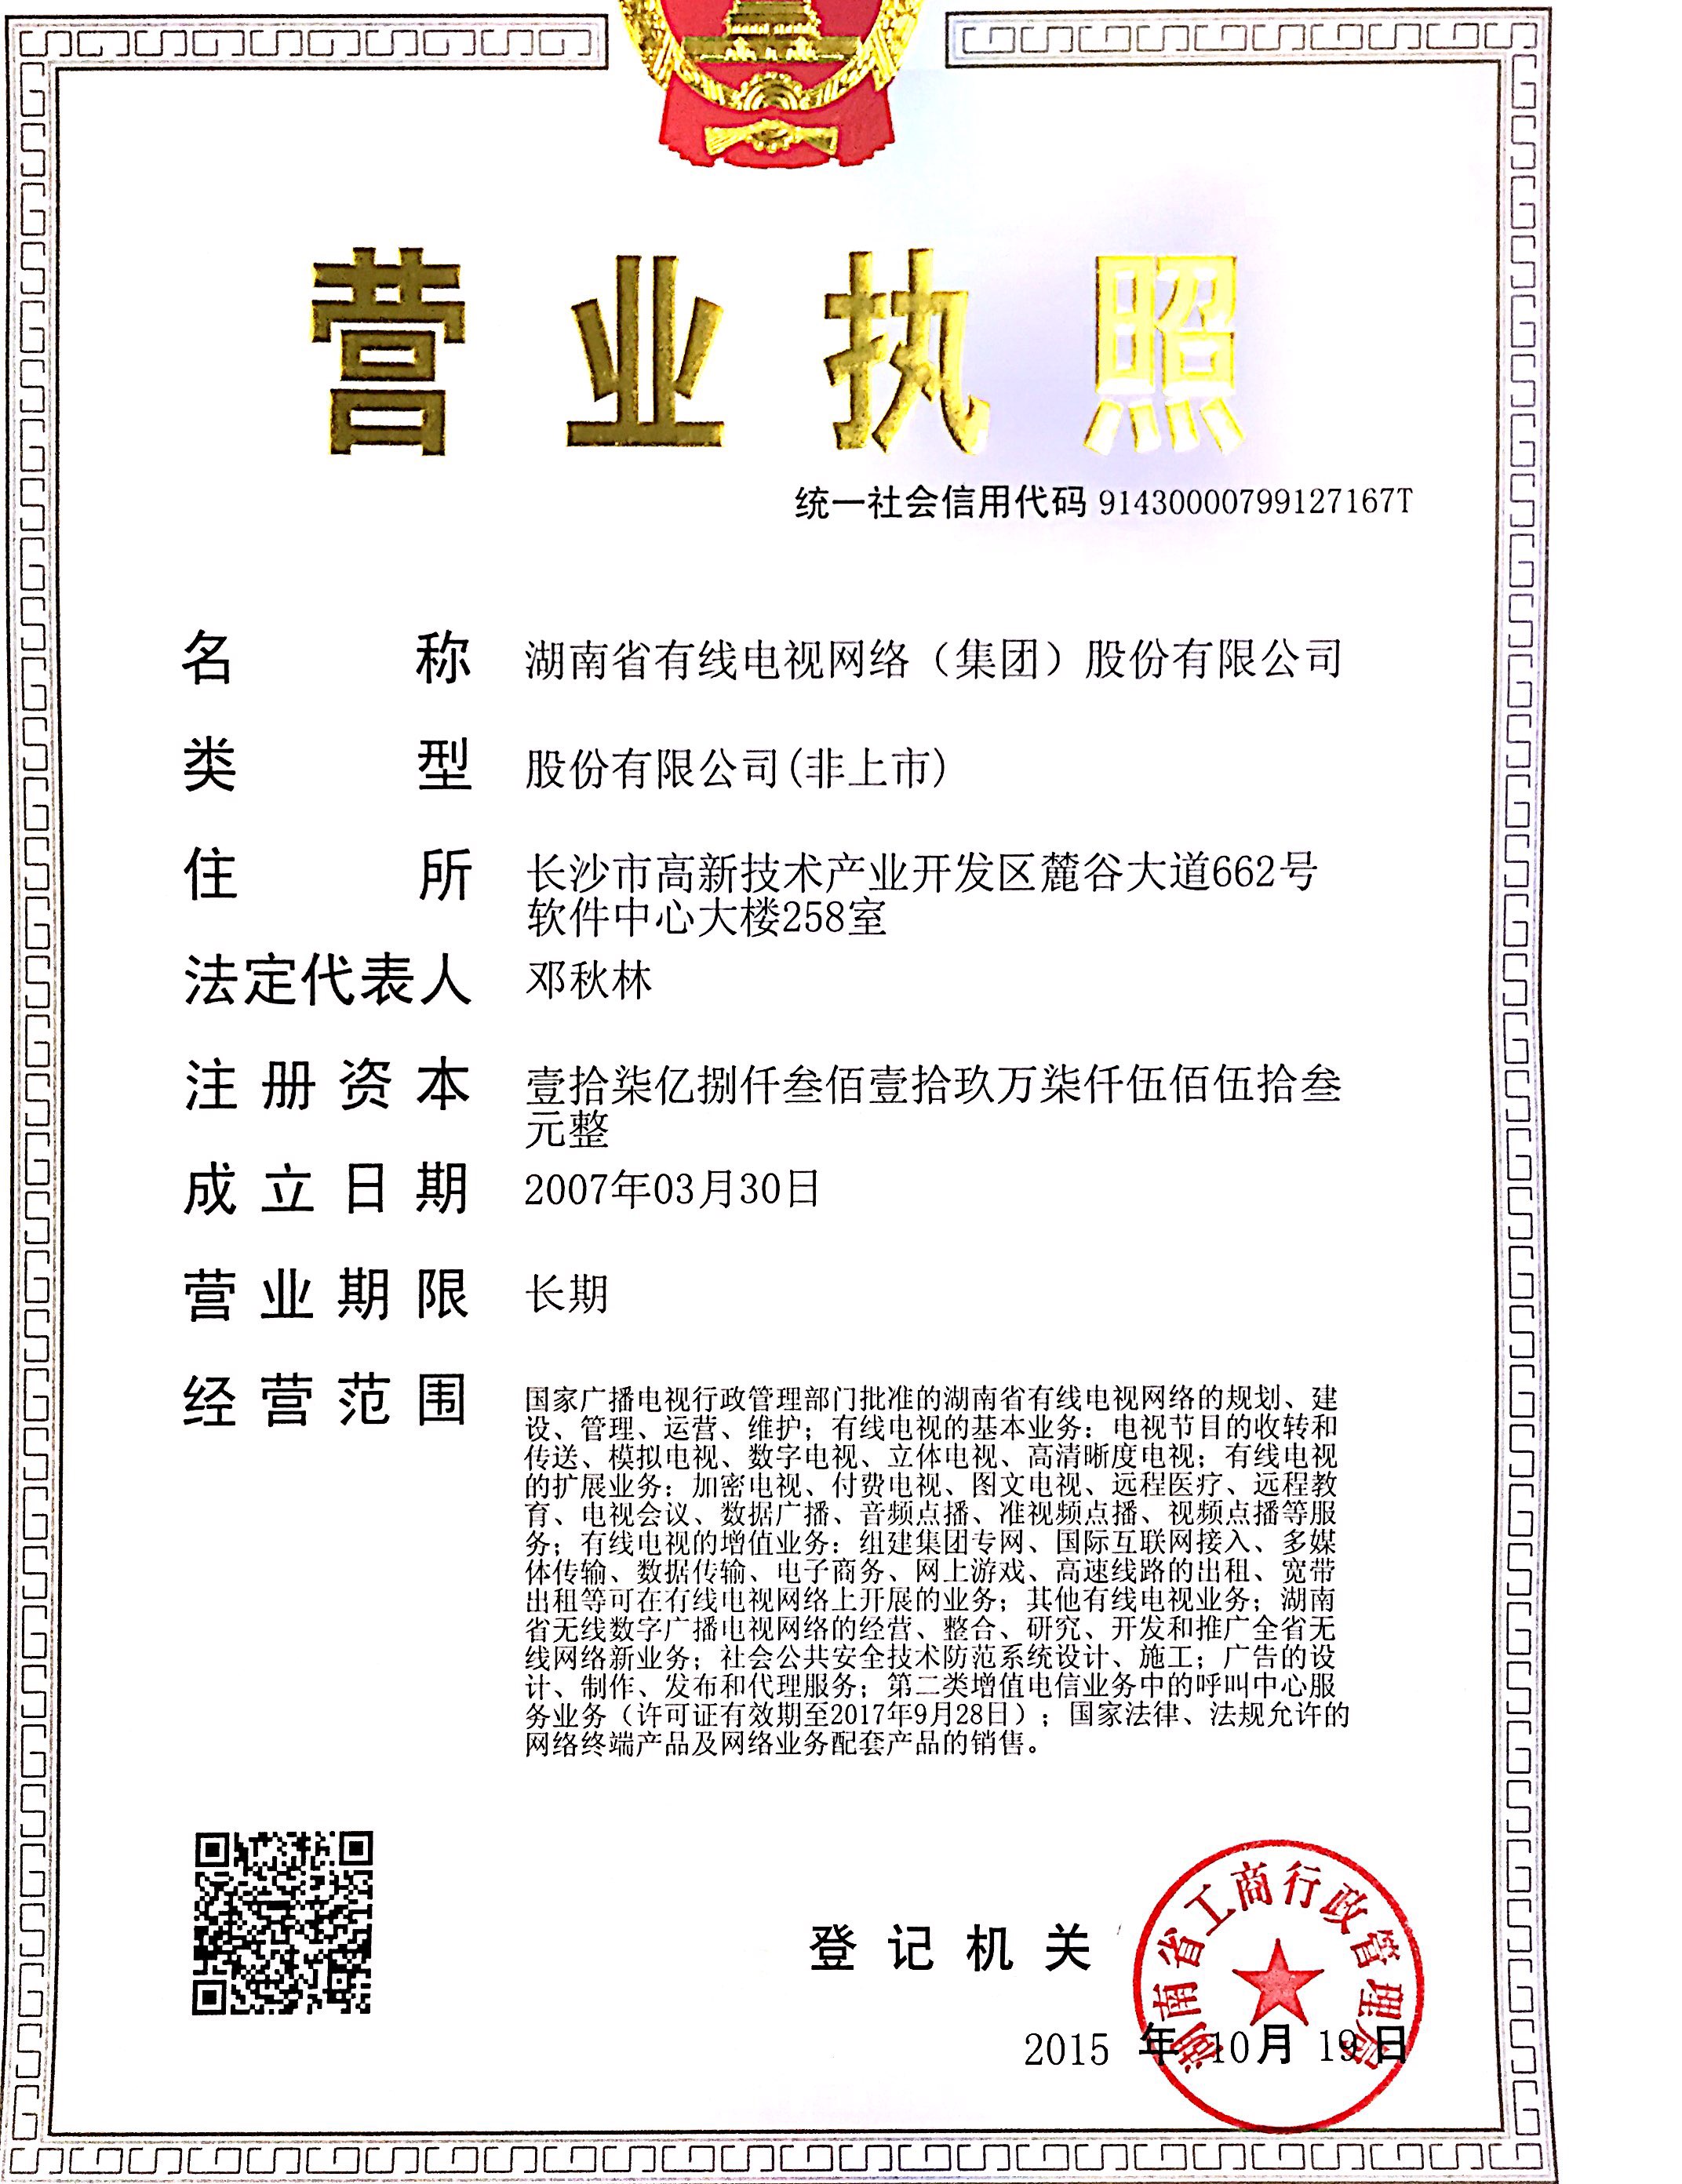 营业执照
统一社会信用代码 91430000799127167T
名称 湖南省有线电视网络（集团）股份有限公司
类型 股份有限公司(非上市)
住所 长沙市高新技术产业开发区麓谷大道662号
软件中心大楼258室
法定代表人 邓秋林
注册资本 壹拾柒亿捌仟叁佰壹拾玖万柒仟伍佰伍拾叁
元整
成立日期 2007年03月30日
营业期限 长期
经营范围 国家广播电视行政管理部门批准的湖南省有线电视网络的规划、建
设、管理、运营、维护；有线电视的基本业务：电视节目的收转和
传送、模拟电视、数字电视、立体电视、高清晰度电视；有线电视
的扩展业务：加密电视、付费电视、图文电视、远程医疗、远程教
育、电视会议、数据广播、音频点播、准视频点播、视频点播等服
务；有线电视的增值业务：组建集团专网、国际互联网接入、多媒
体传输、数据传输、电子商务、网上游戏、高速线路的出租、宽带
出租等可在有线电视网络上开展的业务；其他有线电视业务；湖南
省无线数字广播电视网络的经营、整合、研究、开发和推广全省无
线网络新业务；社会公共安全技术防范系统设计、施工；广告的设
计、制作、发布和代理服务；第二类增值电信业务中的呼叫中心服
务业务（许可证有效期至2017年9月28日）；国家法律、法规允许的
网络终端产品及网络业务配套产品的销售。
登记机关
湖南省工商行政管理局
2015 年 10月 19日